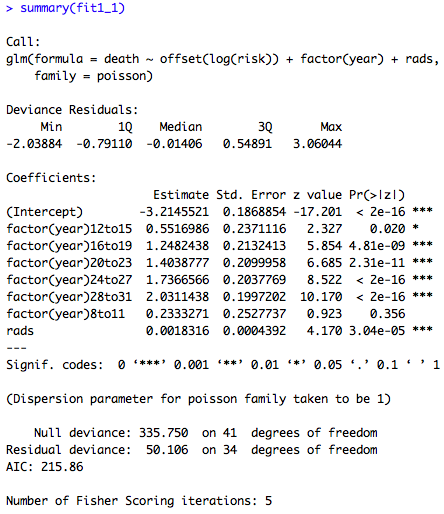 > summary(fit1_1)
Call:
glm(formula = death ~ offset(log(risk)) + factor(year) + rads,
    family = poisson)
Deviance Residuals:
     Min       1Q   Median       3Q      Max
-2.03884 -0.79110 -0.01406  0.54891  3.06044
Coefficients:
                    Estimate Std. Error z value Pr(>|z|)
(Intercept)       -3.2145521  0.1868854 -17.201  < 2e-16 ***
factor(year)12to15 0.5516986  0.2371116   2.327    0.020 *
factor(year)16to19 1.2482438  0.2132413   5.854 4.81e-09 ***
factor(year)20to23 1.4038777  0.2099958   6.685 2.31e-11 ***
factor(year)24to27 1.7366566  0.2037769   8.522  < 2e-16 ***
factor(year)28to31 2.0311438  0.1997202  10.170  < 2e-16 ***
factor(year)8to11  0.2333271  0.2527737   0.923    0.356
rads               0.0018316  0.0004392   4.170 3.04e-05 ***
---
Signif. codes:  0 ‘***’ 0.001 ‘**’ 0.01 ‘*’ 0.05 ‘.’ 0.1 ‘ ’ 1
(Dispersion parameter for poisson family taken to be 1)
    Null deviance: 335.750  on 41  degrees of freedom
Residual deviance:  50.106  on 34  degrees of freedom
AIC: 215.86
Number of Fisher Scoring iterations: 5